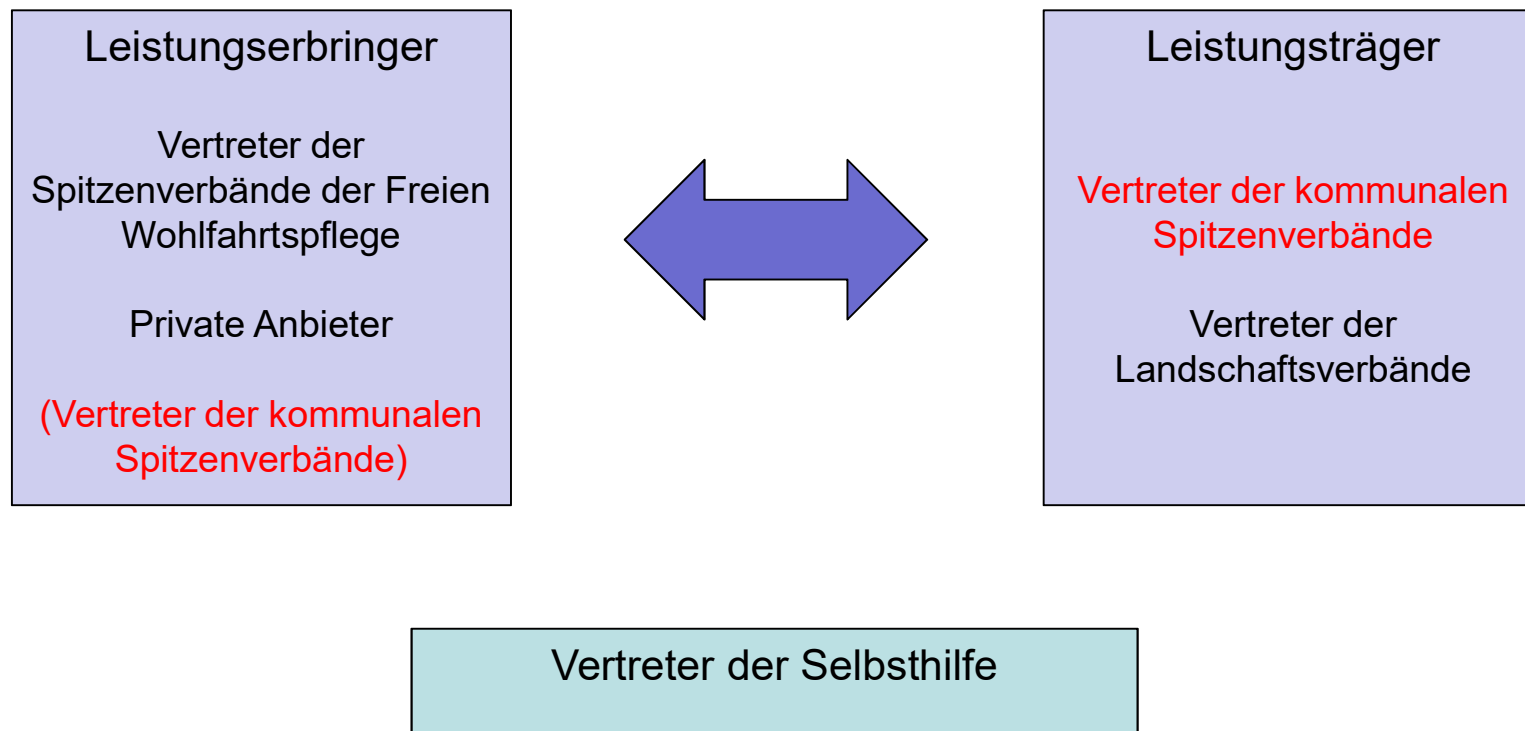 Leistungserbringer
Vertreter der
Spitzenverbände der Freien
Wohlfahrtspflege
Private Anbieter
(Vertreter der kommunalen
Spitzenverbände)
Leistungsträger
Vertreter der kommunalen
Spitzenverbände
Vertreter der
Landschaftsverbände
Vertreter der Selbsthilfe